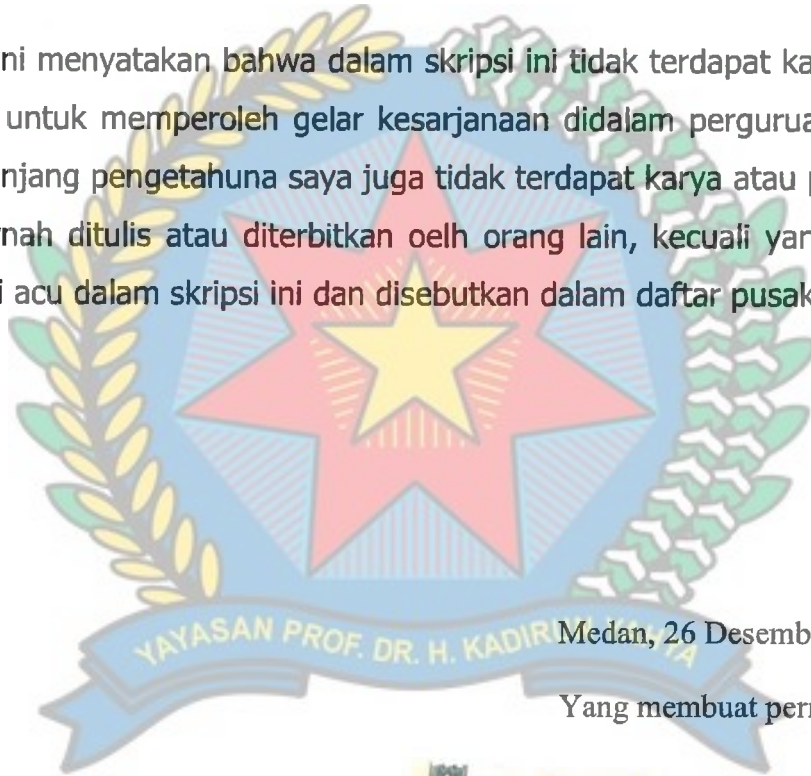 ni menyatakan bahwa dalam skripsi ini tidak terdapat ka
untuk memperoleh gelar kesarjanaan didalam pergurua
njang pengetahuna saya juga tidak terdapat karya atau
nah ditulis atau diterbitkan oelh orang lain, kecuali yan
i acu dalam skripsi ini dan disebutkan dalam daftar pusak
YAYASAN PROF. DR. H. KADIR
Medan, 26 Desemb
Yang membuat per